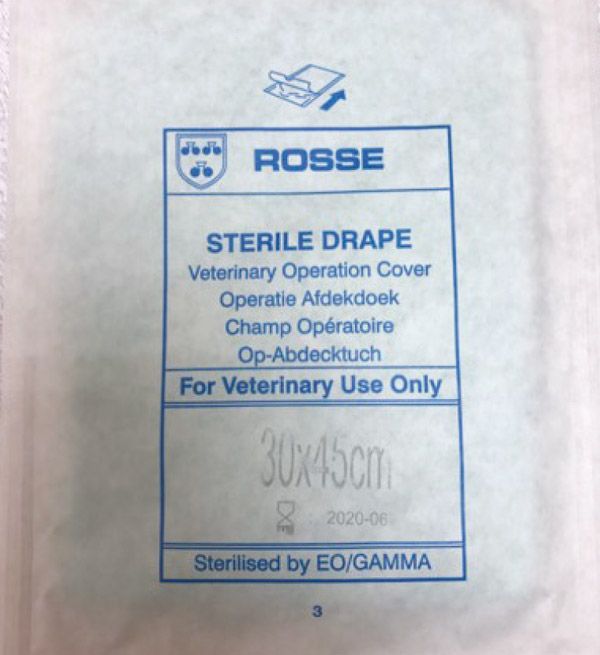 ROSSE
STERILE DRAPE
Veterinary Operation Cover
Operatie Afdekdoek
Champ Opératoire
Op-Abdecktuch
For Veterinary Use Only
30x45cm
2020-06
Sterilised by EO/GAMMA
3